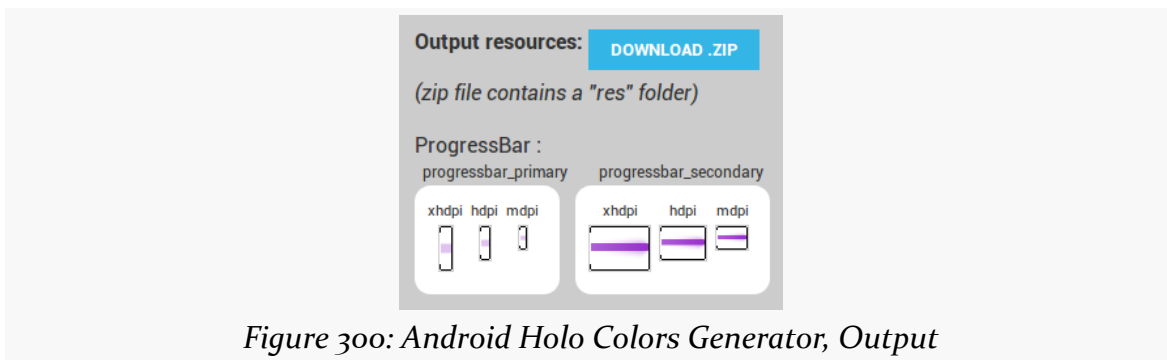 Output resources: DOWNLOAD .ZIP
(zip file contains a "res" folder)
ProgressBar :
progressbar_primary progressbar_secondary
xhdpi hdpi mdpi xhdpi hdpi mdpi
Figure 300: Android Holo Colors Generator, Output